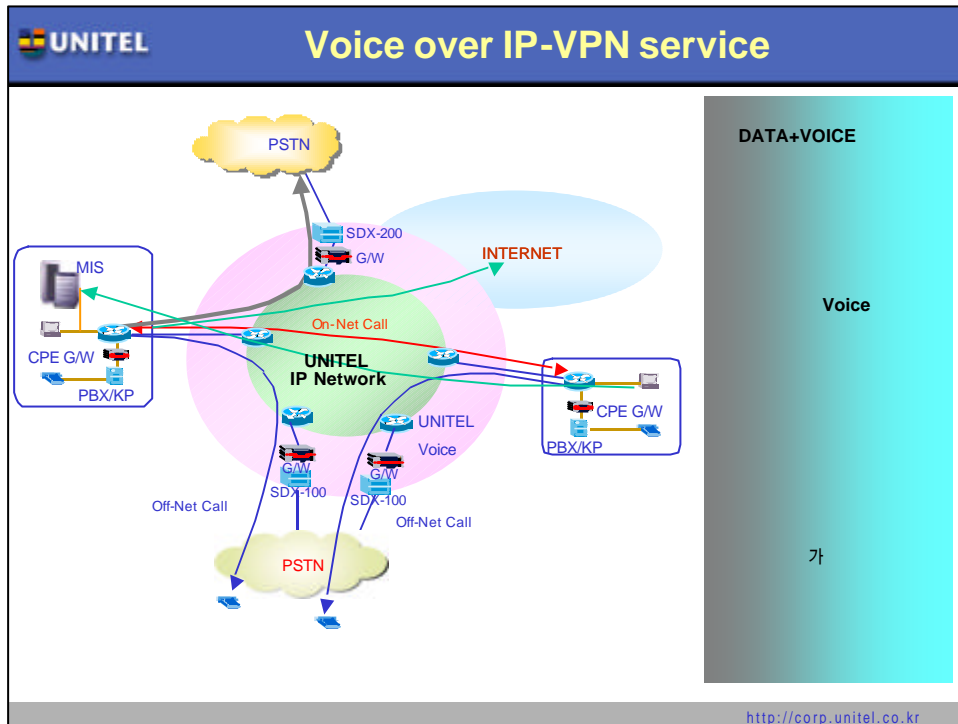 UNITEL
Voice over IP-VPN service
PSTN
SDX-200
G/W
INTERNET
MIS
On-Net Call
CPE G/W
PBX/KP
UNITEL
IP Network
CPE G/W
PBX/KP
UNITEL
Voice
G/W
SDX-100
G/W
SDX-100
Off-Net Call
Off-Net Call
PSTN
DATA+VOICE
Voice
가
http://corp.unitel.co.kr